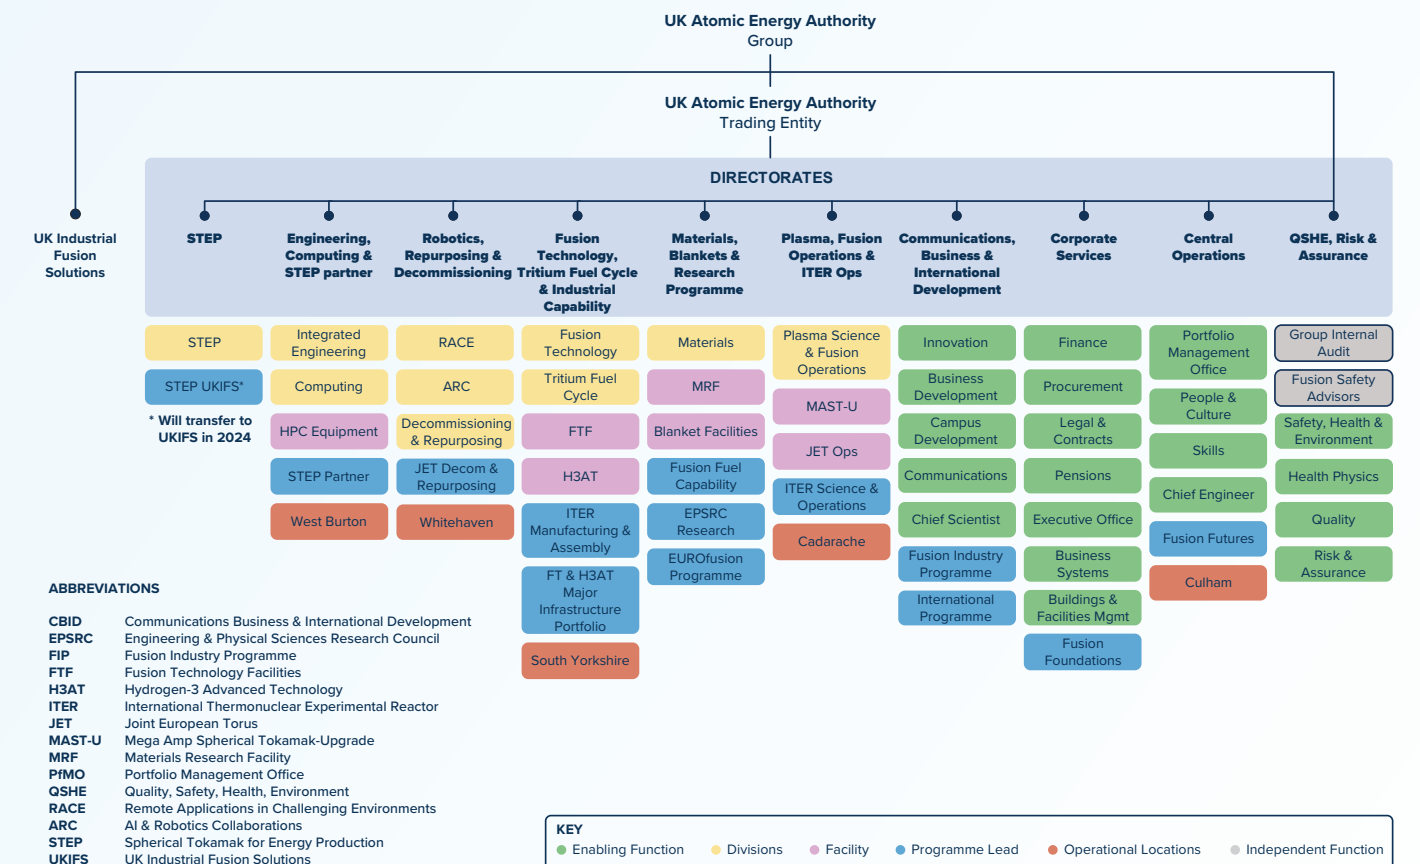 UK Atomic Energy Authority
Group
UK Atomic Energy Authority
Trading Entity
DIRECTORATES
UK Industrial
Fusion
Solutions
STEP
Engineering,
Computing &
STEP partner
Robotics,
Repurposing &
Decommissioning
Fusion
Technology,
Tritium Fuel Cycle
& Industrial
Capability
Materials,
Blankets &
Research
Programme
Plasma, Fusion
Operations &
ITER Ops
Communications,
Business &
International
Development
Corporate
Services
Central
Operations
QSHE, Risk &
Assurance
STEP
STEP UKIFS*
* Will transfer to
UKIFS in 2024
Integrated
Engineering
Computing
HPC Equipment
STEP Partner
West Burton
RACE
ARC
Decommissioning
& Repurposing
JET Decom &
Repurposing
Whitehaven
Fusion
Technology
Tritium Fuel
Cycle
FTF
H3AT
ITER
Manufacturing &
Assembly
FT & H3AT
Major
Infrastructure
Portfolio
South Yorkshire
Materials
MRF
Blanket Facilities
Fusion Fuel
Capability
EPSRC
Research
EUROfusion
Programme
Plasma Science
& Fusion
Operations
MAST-U
JET Ops
ITER Science &
Operations
Cadarache
Innovation
Business
Development
Campus
Development
Communications
Chief Scientist
Fusion Industry
Programme
International
Programme
Finance
Procurement
Legal &
Contracts
Pensions
Executive Office
Business
Systems
Buildings &
Facilities Mgmt
Fusion
Foundations
Portfolio
Management
Office
People &
Culture
Skills
Chief Engineer
Fusion Futures
Culham
Group Internal
Audit
Fusion Safety
Advisors
Safety, Health &
Environment
Health Physics
Quality
Risk &
Assurance
ABBREVIATIONS
CBID Communications Business & International Development
EPSRC Engineering & Physical Sciences Research Council
FIP Fusion Industry Programme
FTF Fusion Technology Facilities
H3AT Hydrogen-3 Advanced Technology
ITER International Thermonuclear Experimental Reactor
JET Joint European Torus
MAST-U Mega Amp Spherical Tokamak-Upgrade
MRF Materials Research Facility
PfMO Portfolio Management Office
QSHE Quality, Safety, Health, Environment
RACE Remote Applications in Challenging Environments
ARC AI & Robotics Collaborations
STEP Spherical Tokamak for Energy Production
UKIFS UK Industrial Fusion Solutions
KEY
Enabling Function Divisions Facility Programme Lead Operational Locations Independent Function